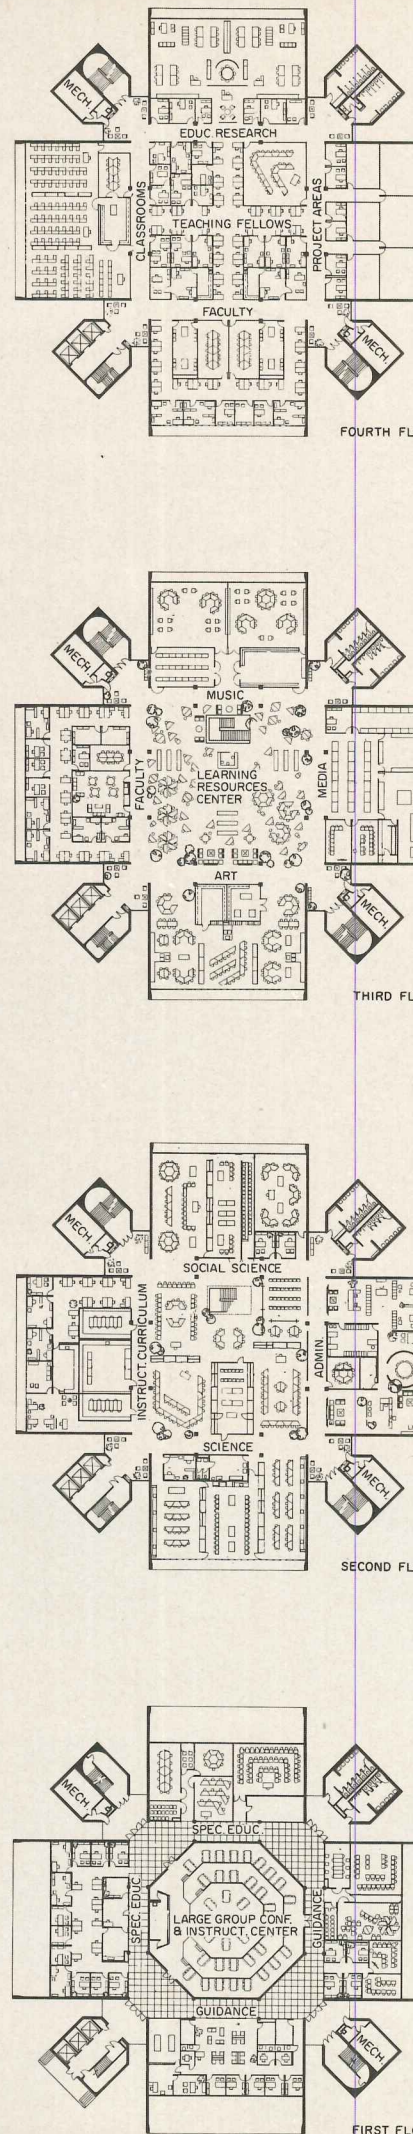 MECH.
EDUC. RESEARCH
CLASSROOMS
TEACHING FELLOWS
PROJECT AREAS
FACULTY
MECH.
FOURTH FL
MECH.
MUSIC
FACULTY
LEARNING
RESOURCES
CENTER
MEDIA
ART
MECH.
THIRD FL
MECH.
SOCIAL SCIENCE
INSTRUCT. CURRICULUM
ADMIN.
SCIENCE
MECH.
SECOND FL
MECH.
SPEC. EDUC.
SPEC. EDUC.
LARGE GROUP CONF.
& INSTRUCT. CENTER
GUIDANCE
GUIDANCE
MECH.
FIRST FLO